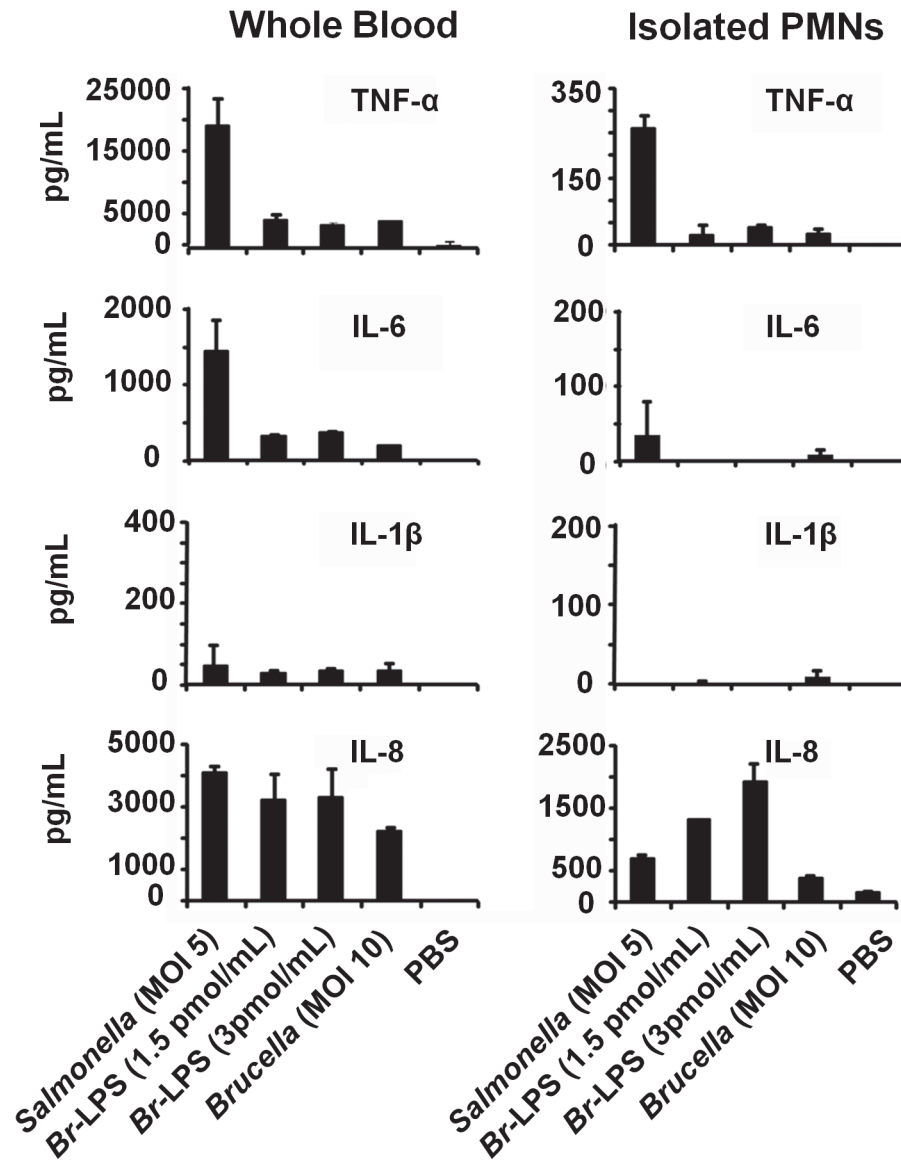 Whole Blood
Isolated PMNs
TNF-α
25000
15000
5000
0
pg/mL
TNF-α
350
150
0
IL-6
2000
1000
0
pg/mL
IL-6
200
100
0
IL-1β
400
200
0
pg/mL
IL-1β
200
100
0
IL-8
5000
3000
1000
0
pg/mL
IL-8
2500
1500
500
0
Salmonella (MOI 5)
Br-LPS (1.5 pmol/mL)
Br-LPS (3pmol/mL)
Brucella (MOI 10)
PBS
Salmonella (MOI 5)
Br-LPS (1.5 pmol/mL)
Br-LPS (3pmol/mL)
Brucella (MOI 10)
PBS